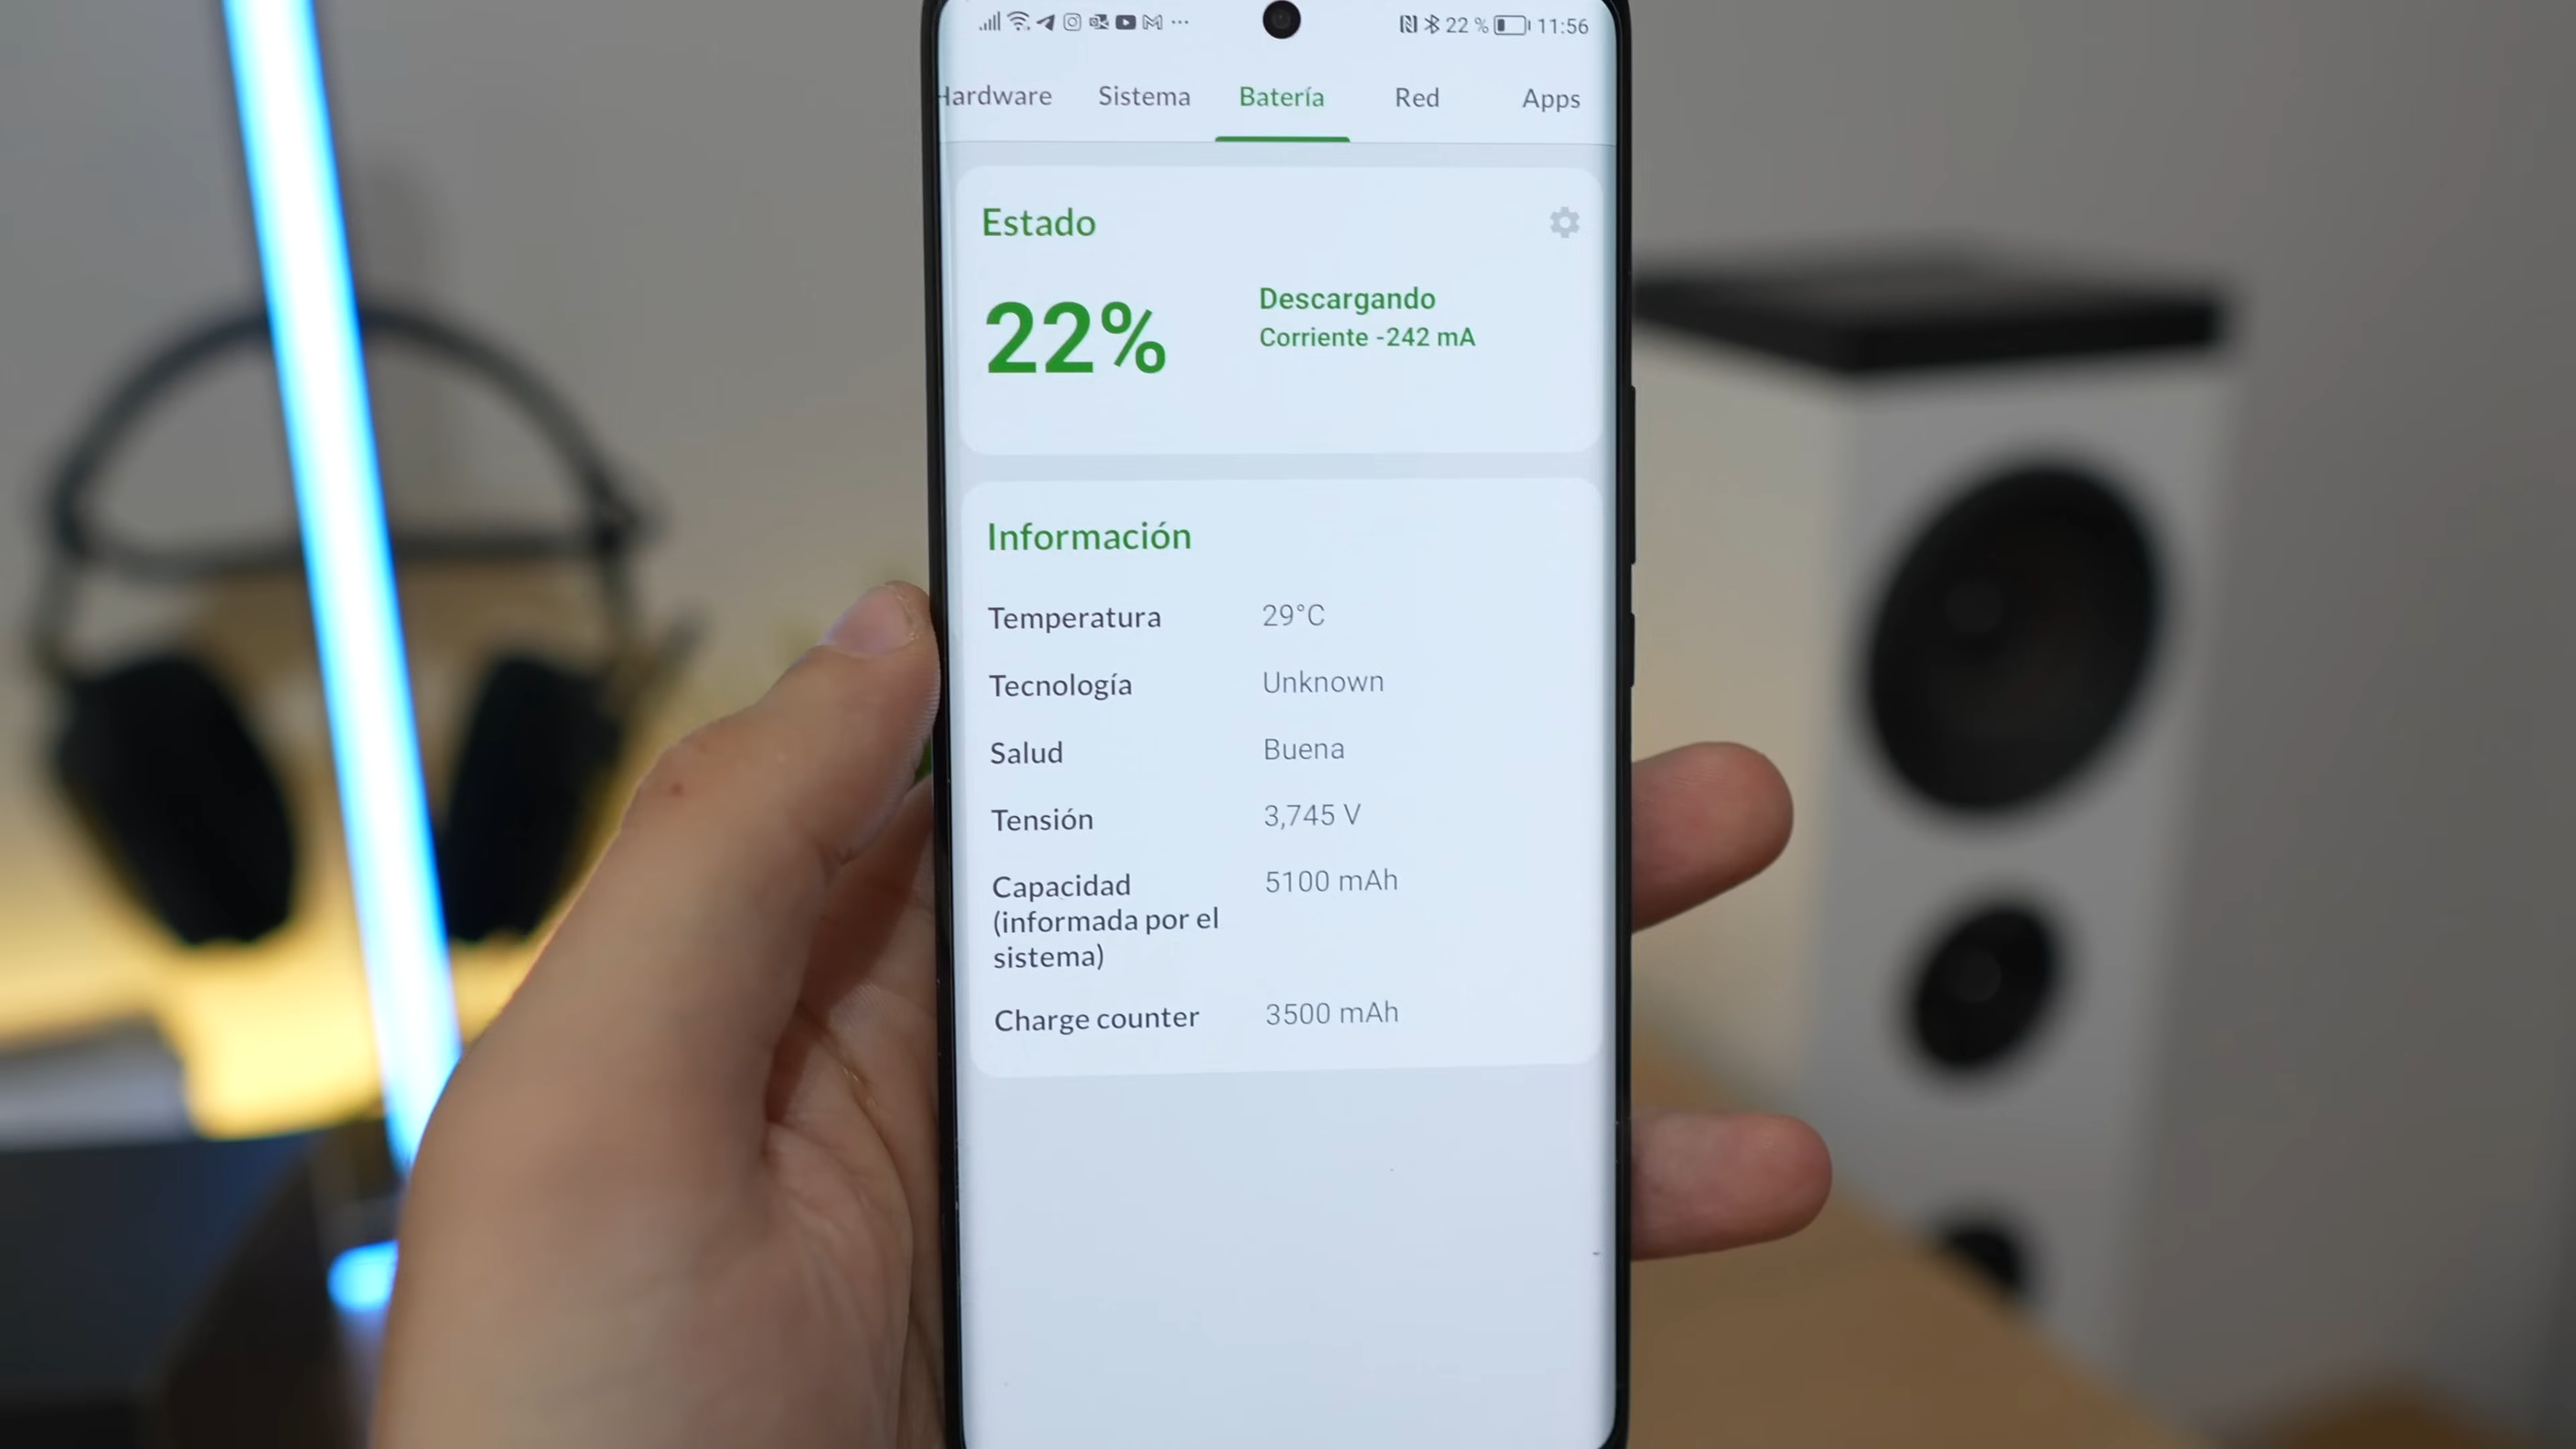 22 % 11:56
Hardware Sistema Batería Red Apps
Estado
22%
Descargando
Corriente -242 mA
Información
Temperatura 29°C
Tecnología Unknown
Salud Buena
Tensión 3,745 V
Capacidad 5100 mAh
(informada por el
sistema)
Charge counter 3500 mAh